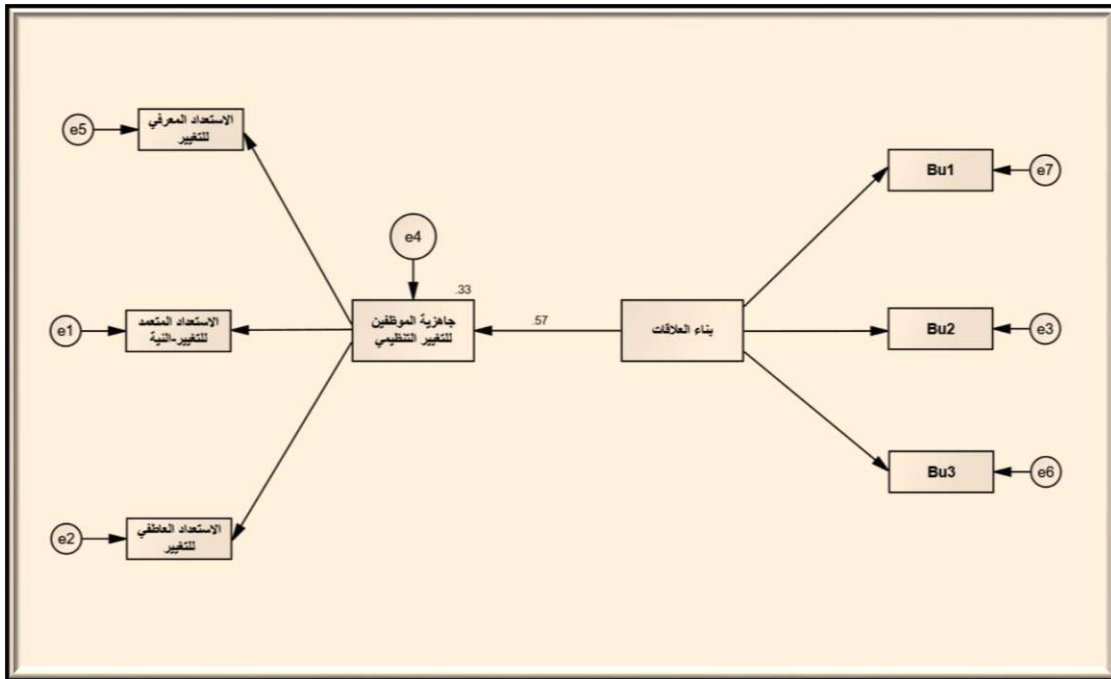 e5
الاستعداد المعرفي
للتغيير
Bu1
e7
e4
.33
e1
الاستعداد المتعمد
للتغيير-النية
جاهزية الموظفين
للتغيير التنظيمي
.57
بناء العلاقات
Bu2
e3
Bu3
e6
e2
الاستعداد العاطفي
للتغيير